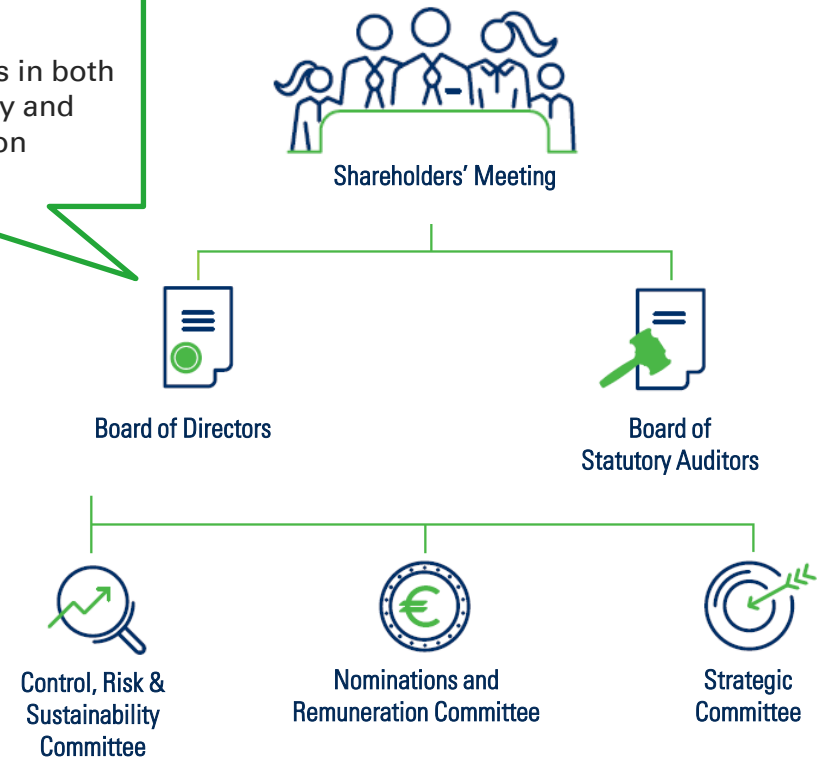 s in both
y and
on
Shareholders' Meeting
Board of Directors
Board of
Statutory Auditors
Control, Risk &
Sustainability
Committee
Nominations and
Remuneration Committee
Strategic
Committee